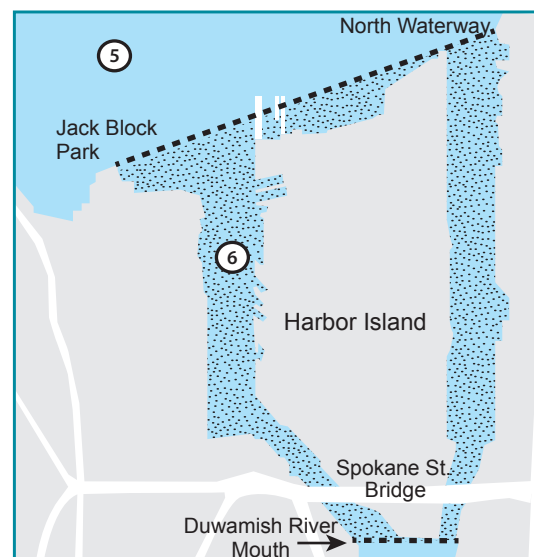 North Waterway
5
Jack Block
Park
6
Harbor Island
Spokane St.
Bridge
Duwamish River
Mouth